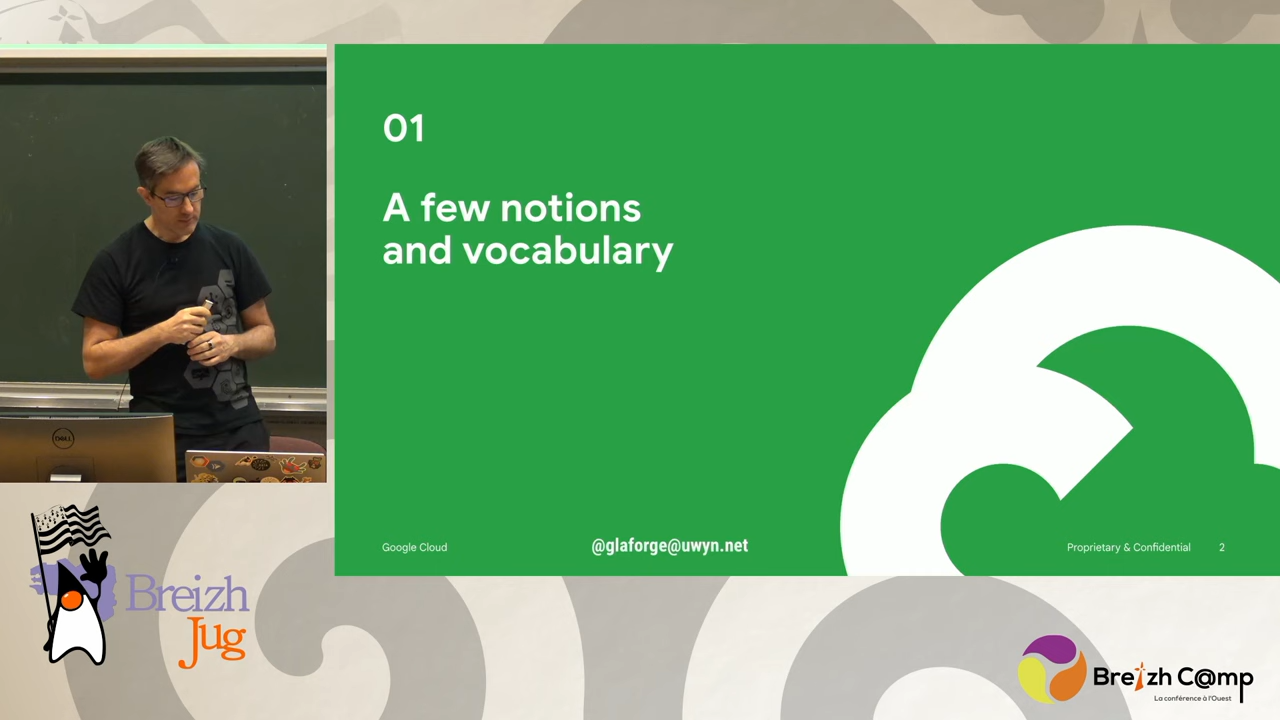 01
A few notions
and vocabulary
Google Cloud
@glaforge@uwyn.net
Proprietary & Confidential
2
DELL
Breizh
Jug
Breizh C@mp
La conférence à l'Ouest